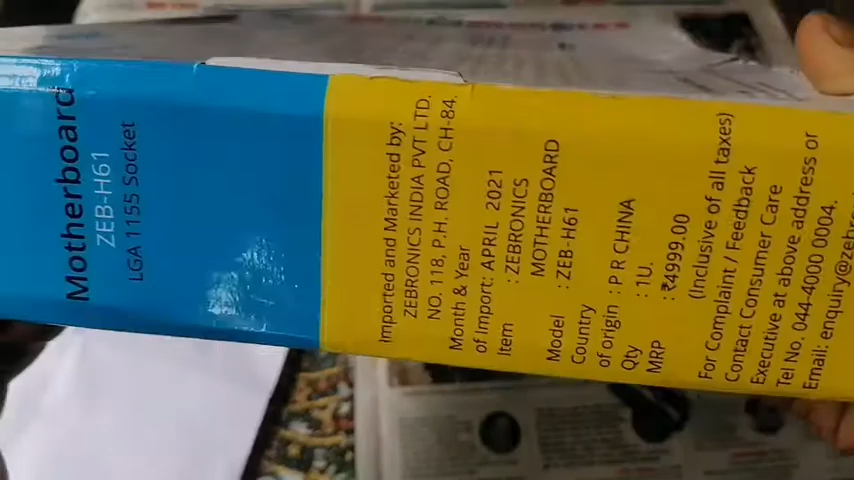 Motherboard
ZEB-H61
LGA 1155 Socket
Imported and Marketed by:
ZEBRONICS INDIA PVT LTD.,
NO. 118, P.H. ROAD, CH-84.
Month & Year
of Import: APRIL 2021
Item : ZEBRONICS
MOTHERBOARD
Model : ZEB-H61
Country
of origin : P R CHINA
Qty : 1U.
MRP : ₹4999.00
(Inclusive of all taxes)
For Complaint / Feedback
Contact Consumer Care
Executive at above address or
Tel No. 044-4000 0004.
Email: enquiry@